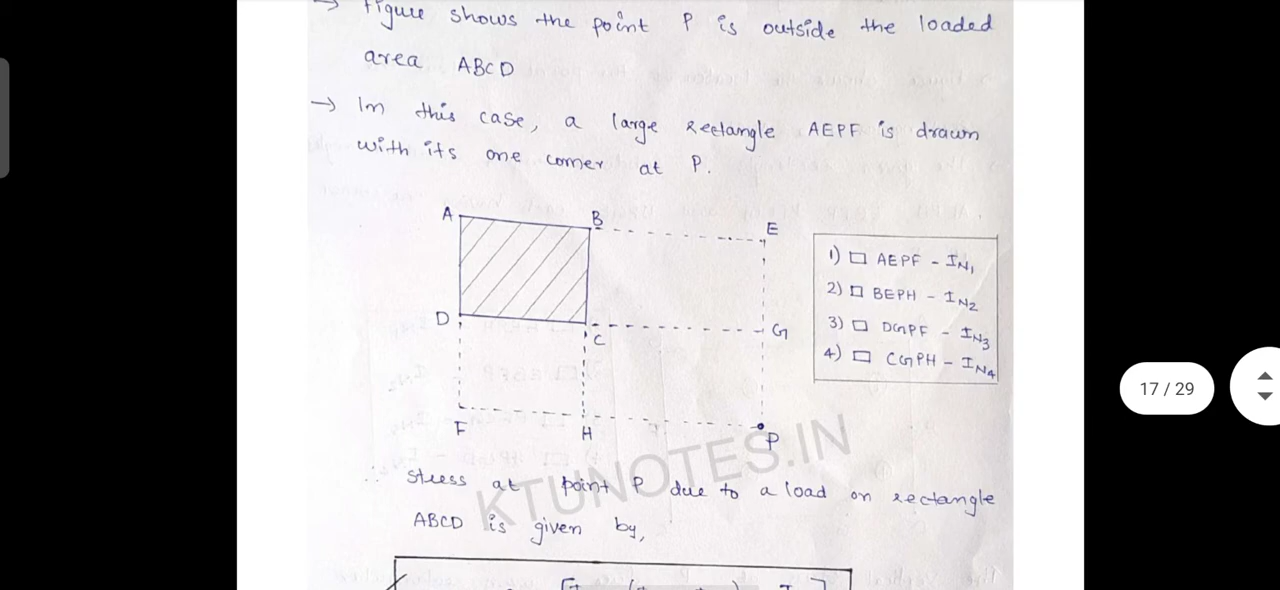 → Figure shows the point P is outside the loaded
area ABCD
→ Im this case, a large Rectangle AEPF is drawn
with its one corner at P.
A
B
E
D
C
G
F
H
P
1) □ AEPF - IN1
2) □ BEPH - IN2
3) □ DGPF - IN3
4) □ CGPH - IN4
17 / 29
KTUNOTES.IN
∴ stress at point P due to a load on rectangle
ABCD is given by,